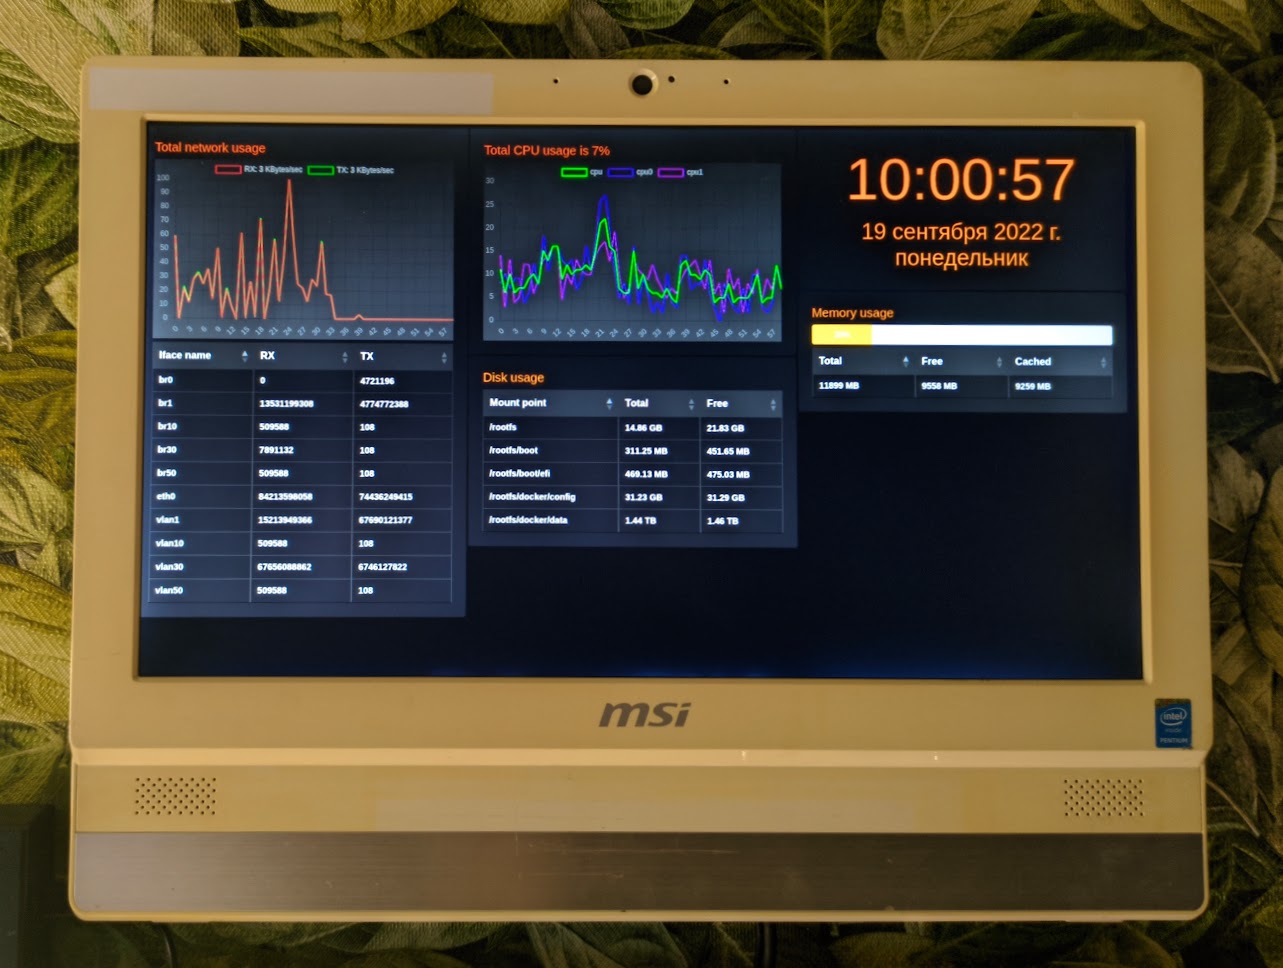 Total network usage
RX: 3 KBytes/sec TX: 3 KBytes/sec
100
90
80
70
60
50
40
30
20
10
0
0 3 6 9 12 15 18 21 24 27 30 33 36 39 42 45 48 51 54 57
Iface name RX TX
br0 0 4721196
br1 13531199308 4774772388
br10 509588 108
br30 7891132 108
br50 509588 108
eth0 84213598058 74436249415
vlan1 15213949366 67690121377
vlan10 509588 108
vlan30 67656088862 6746127822
vlan50 509588 108
Total CPU usage is 7%
cpu cpu0 cpu1
30
25
20
15
10
5
0
0 3 6 9 12 15 18 21 24 27 30 33 36 39 42 45 48 51 54 57
Disk usage
Mount point Total Free
/rootfs 14.86 GB 21.83 GB
/rootfs/boot 311.25 MB 451.65 MB
/rootfs/boot/efi 469.13 MB 475.03 MB
/rootfs/docker/config 31.23 GB 31.29 GB
/rootfs/docker/data 1.44 TB 1.46 TB
10:00:57
19 сентября 2022 г.
понедельник
Memory usage
Total Free Cached
11899 MB 9558 MB 9259 MB
msi
intel
inside
PENTIUM